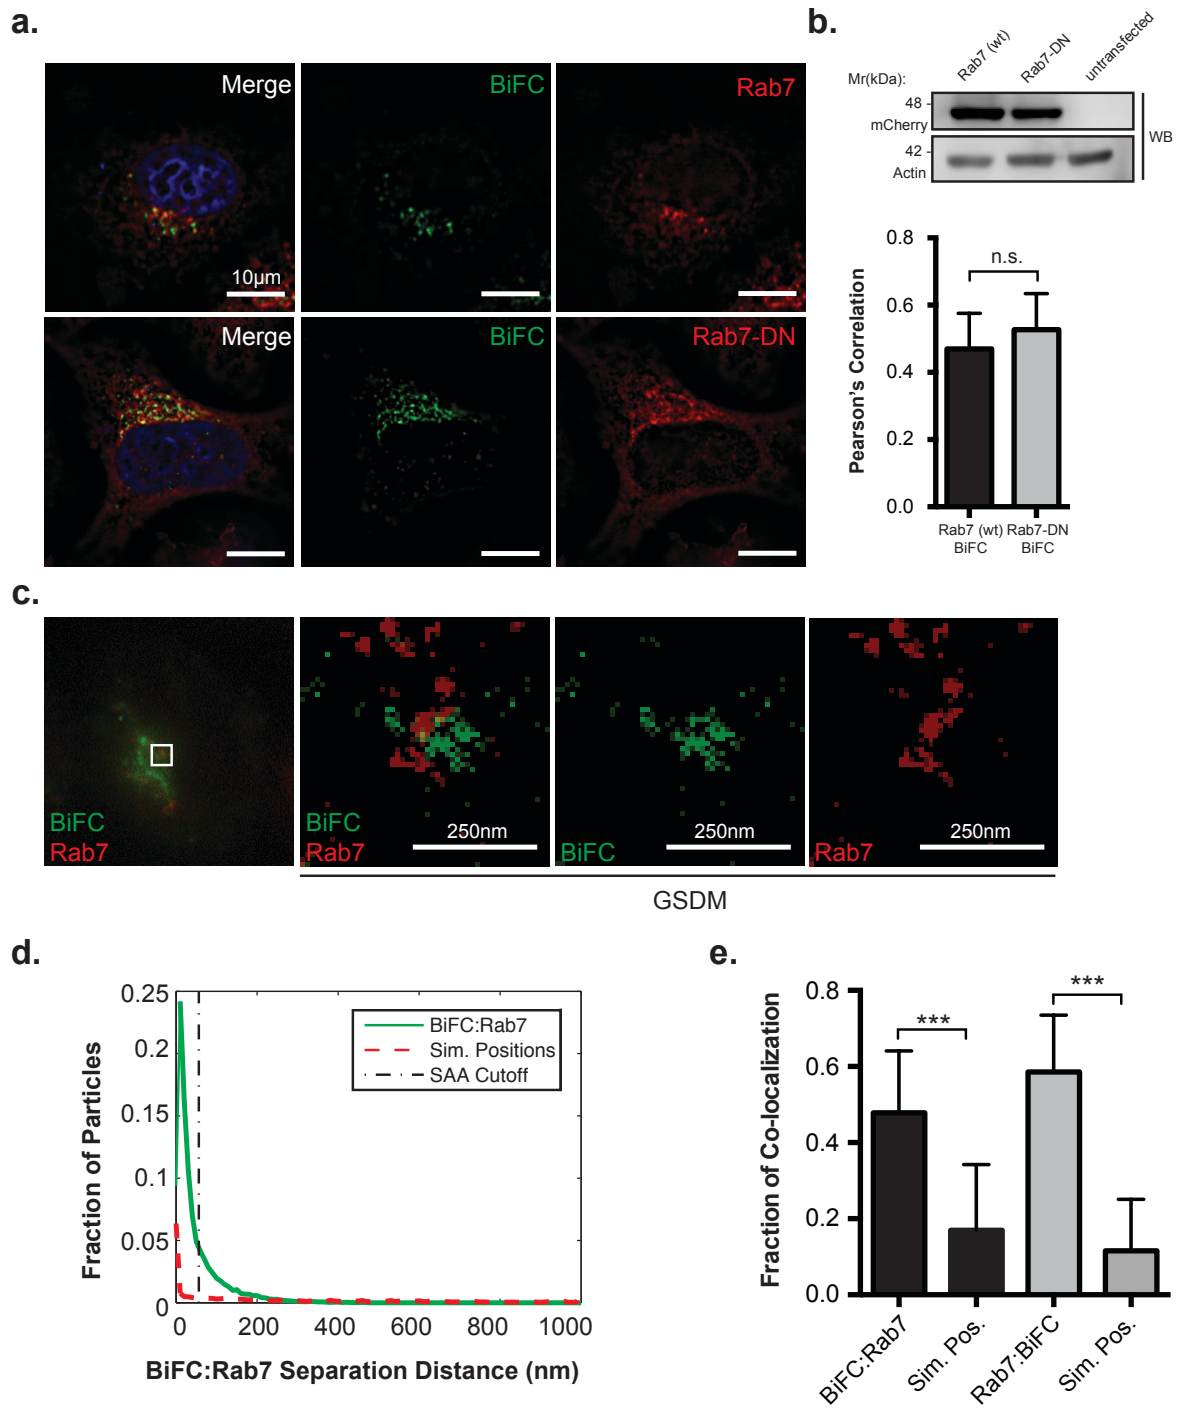 a.
Merge
BiFC
Rab7
10µm
Merge
BiFC
Rab7-DN
b.
Rab7 (wt)
Rab7-DN
untransfected
Mr(kDa):
48 -
mCherry
42 -
Actin
WB
0.8
0.6
0.4
0.2
0.0
Pearson's Correlation
n.s.
Rab7 (wt) Rab7-DN
BiFC BiFC
c.
BiFC
Rab7
BiFC
Rab7
250nm
BiFC
250nm
Rab7
250nm
GSDM
d.
0.25
0.2
0.15
0.1
0.05
0
Fraction of Particles
BiFC:Rab7
Sim. Positions
SAA Cutoff
0 200 400 600 800 1000
BiFC:Rab7 Separation Distance (nm)
e.
0.8
0.6
0.4
0.2
0.0
Fraction of Co-localization
***
***
BiFC:Rab7
Sim. Pos.
Rab7:BiFC
Sim. Pos.